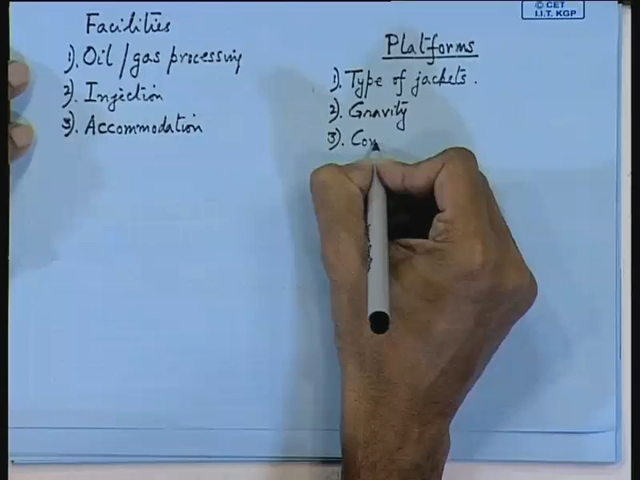 © CET
I.I.T. KGP
Facilities
1). Oil/gas processing
2). Injection
3). Accommodation
Platforms
1). Type of jackets.
2). Gravity
3). Con